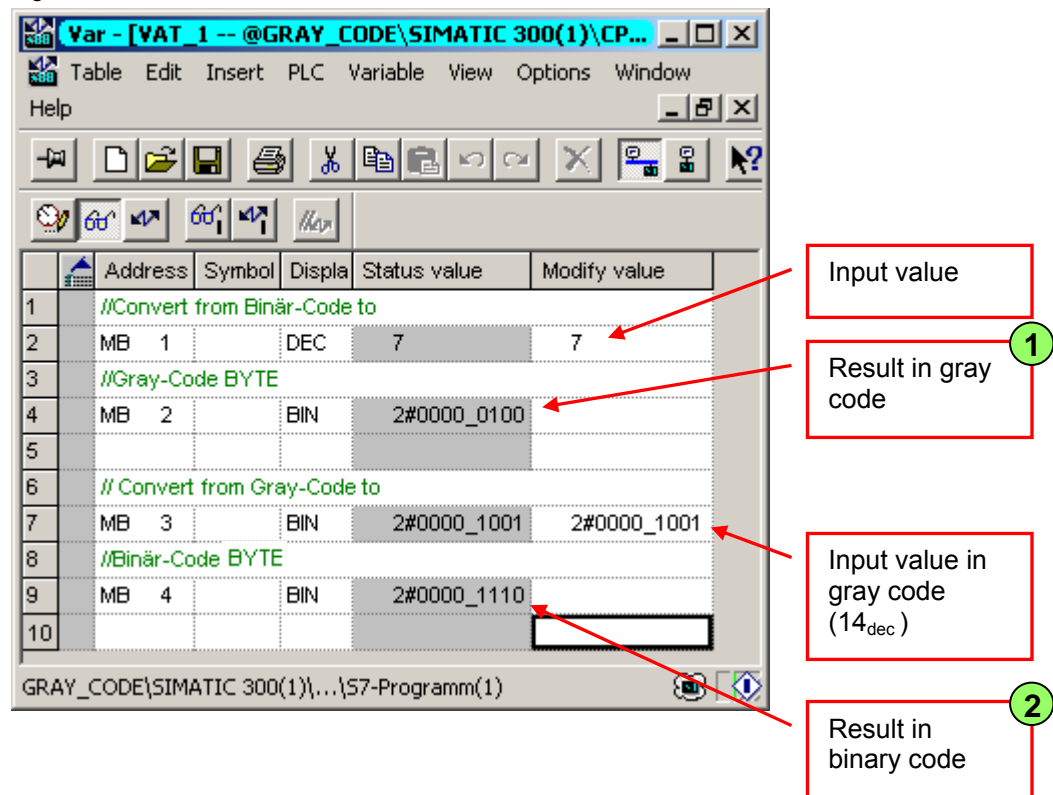 Var - [VAT_1 -- @GRAY_CODE\SIMATIC 300(1)\CP...
Table Edit Insert PLC Variable View Options Window
Help
Address Symbol Displa Status value Modify value
1 //Convert from Binär-Code to
2 MB 1 DEC 7 7
3 //Gray-Code BYTE
4 MB 2 BIN 2#0000_0100
5
6 // Convert from Gray-Code to
7 MB 3 BIN 2#0000_1001 2#0000_1001
8 //Binär-Code BYTE
9 MB 4 BIN 2#0000_1110
10
GRAY_CODE\SIMATIC 300(1)\...\S7-Programm(1)
Input value
1
Result in gray
code
Input value in
gray code
(14dec )
2
Result in
binary code